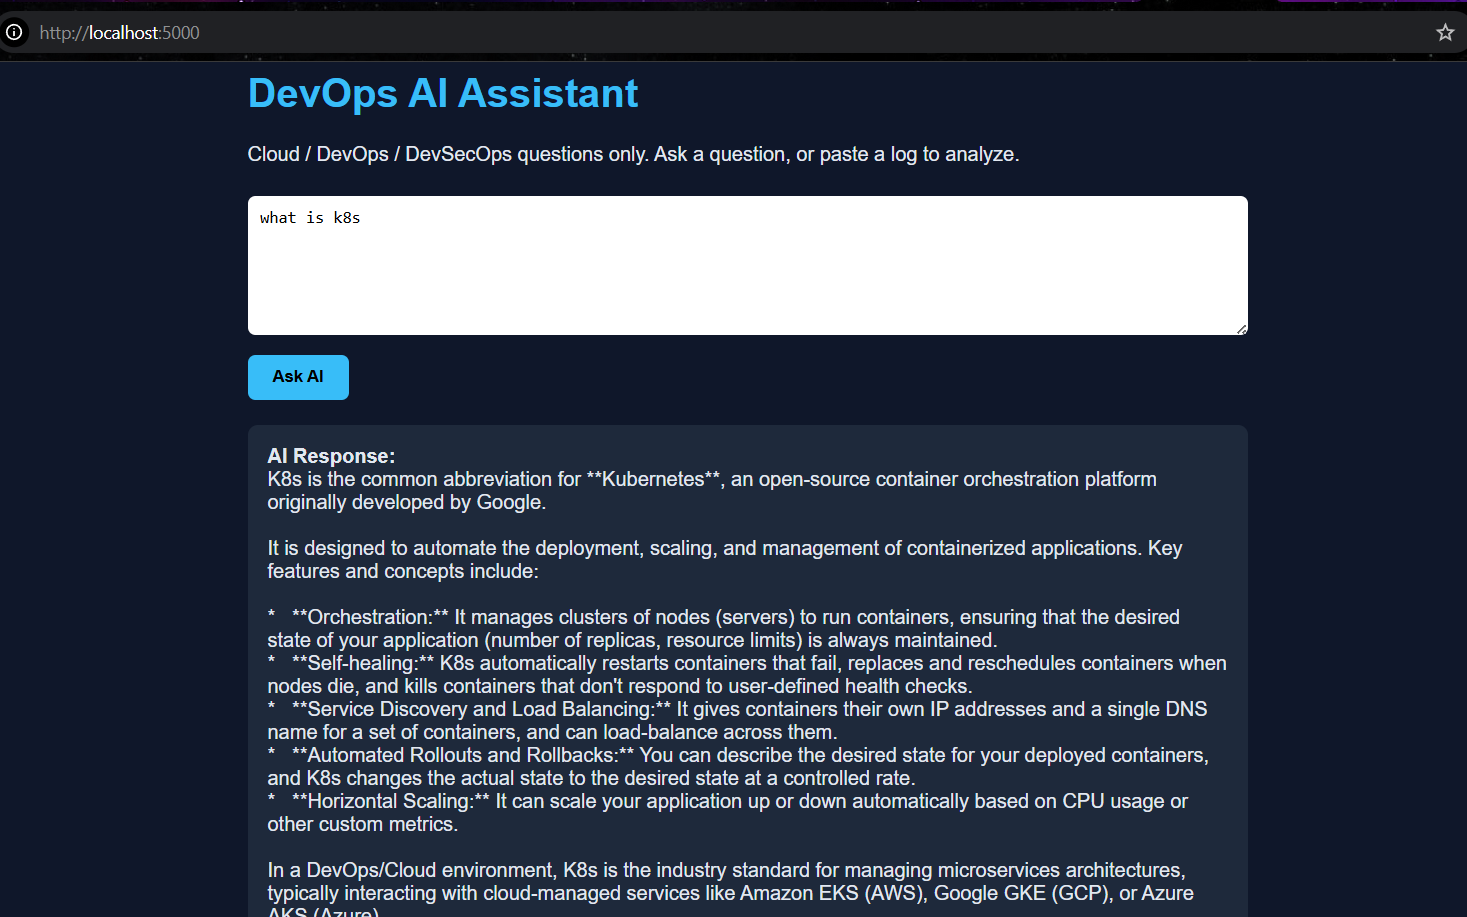 http://localhost:5000
DevOps AI Assistant
Cloud / DevOps / DevSecOps questions only. Ask a question, or paste a log to analyze.
what is k8s
Ask AI
AI Response:
K8s is the common abbreviation for **Kubernetes**, an open-source container orchestration platform
originally developed by Google.
It is designed to automate the deployment, scaling, and management of containerized applications. Key
features and concepts include:
*   **Orchestration:** It manages clusters of nodes (servers) to run containers, ensuring that the desired
state of your application (number of replicas, resource limits) is always maintained.
*   **Self-healing:** K8s automatically restarts containers that fail, replaces and reschedules containers when
nodes die, and kills containers that don't respond to user-defined health checks.
*   **Service Discovery and Load Balancing:** It gives containers their own IP addresses and a single DNS
name for a set of containers, and can load-balance across them.
*   **Automated Rollouts and Rollbacks:** You can describe the desired state for your deployed containers,
and K8s changes the actual state to the desired state at a controlled rate.
*   **Horizontal Scaling:** It can scale your application up or down automatically based on CPU usage or
other custom metrics.
In a DevOps/Cloud environment, K8s is the industry standard for managing microservices architectures,
typically interacting with cloud-managed services like Amazon EKS (AWS), Google GKE (GCP), or Azure
AKS (Azure)